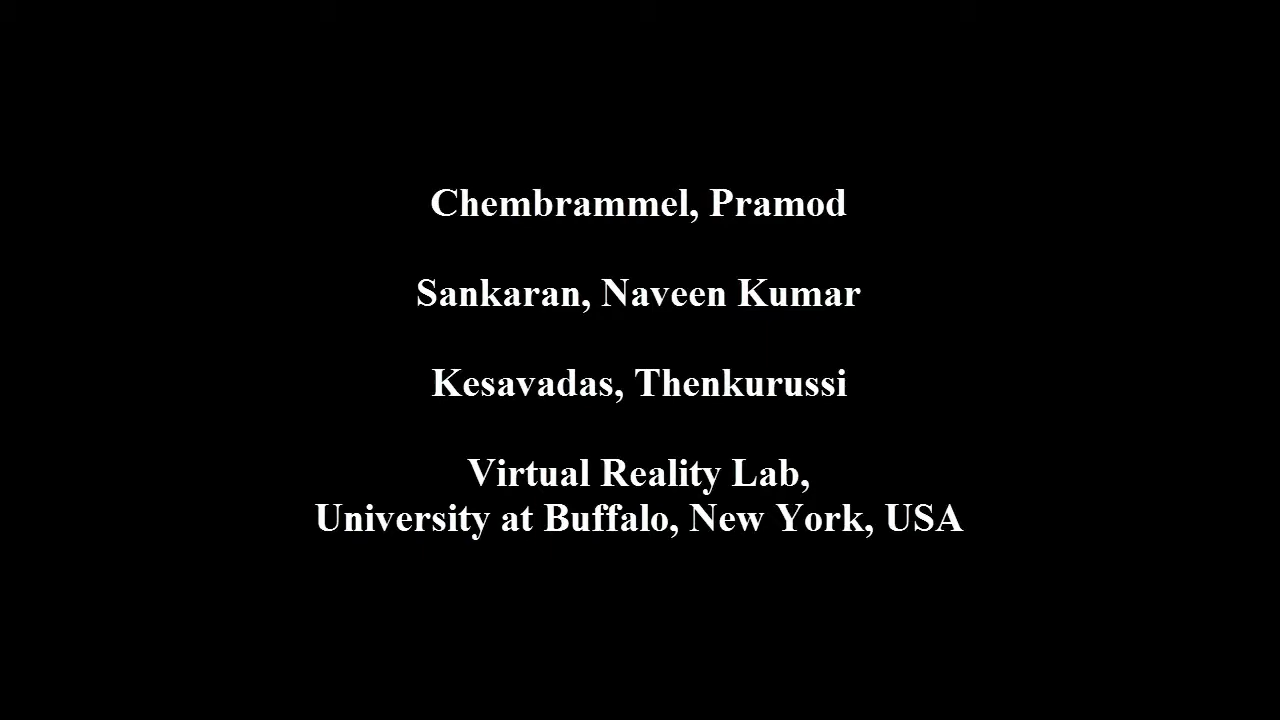 Chembrammel, Pramod
Sankaran, Naveen Kumar
Kesavadas, Thenkurussi
Virtual Reality Lab,
University at Buffalo, New York, USA